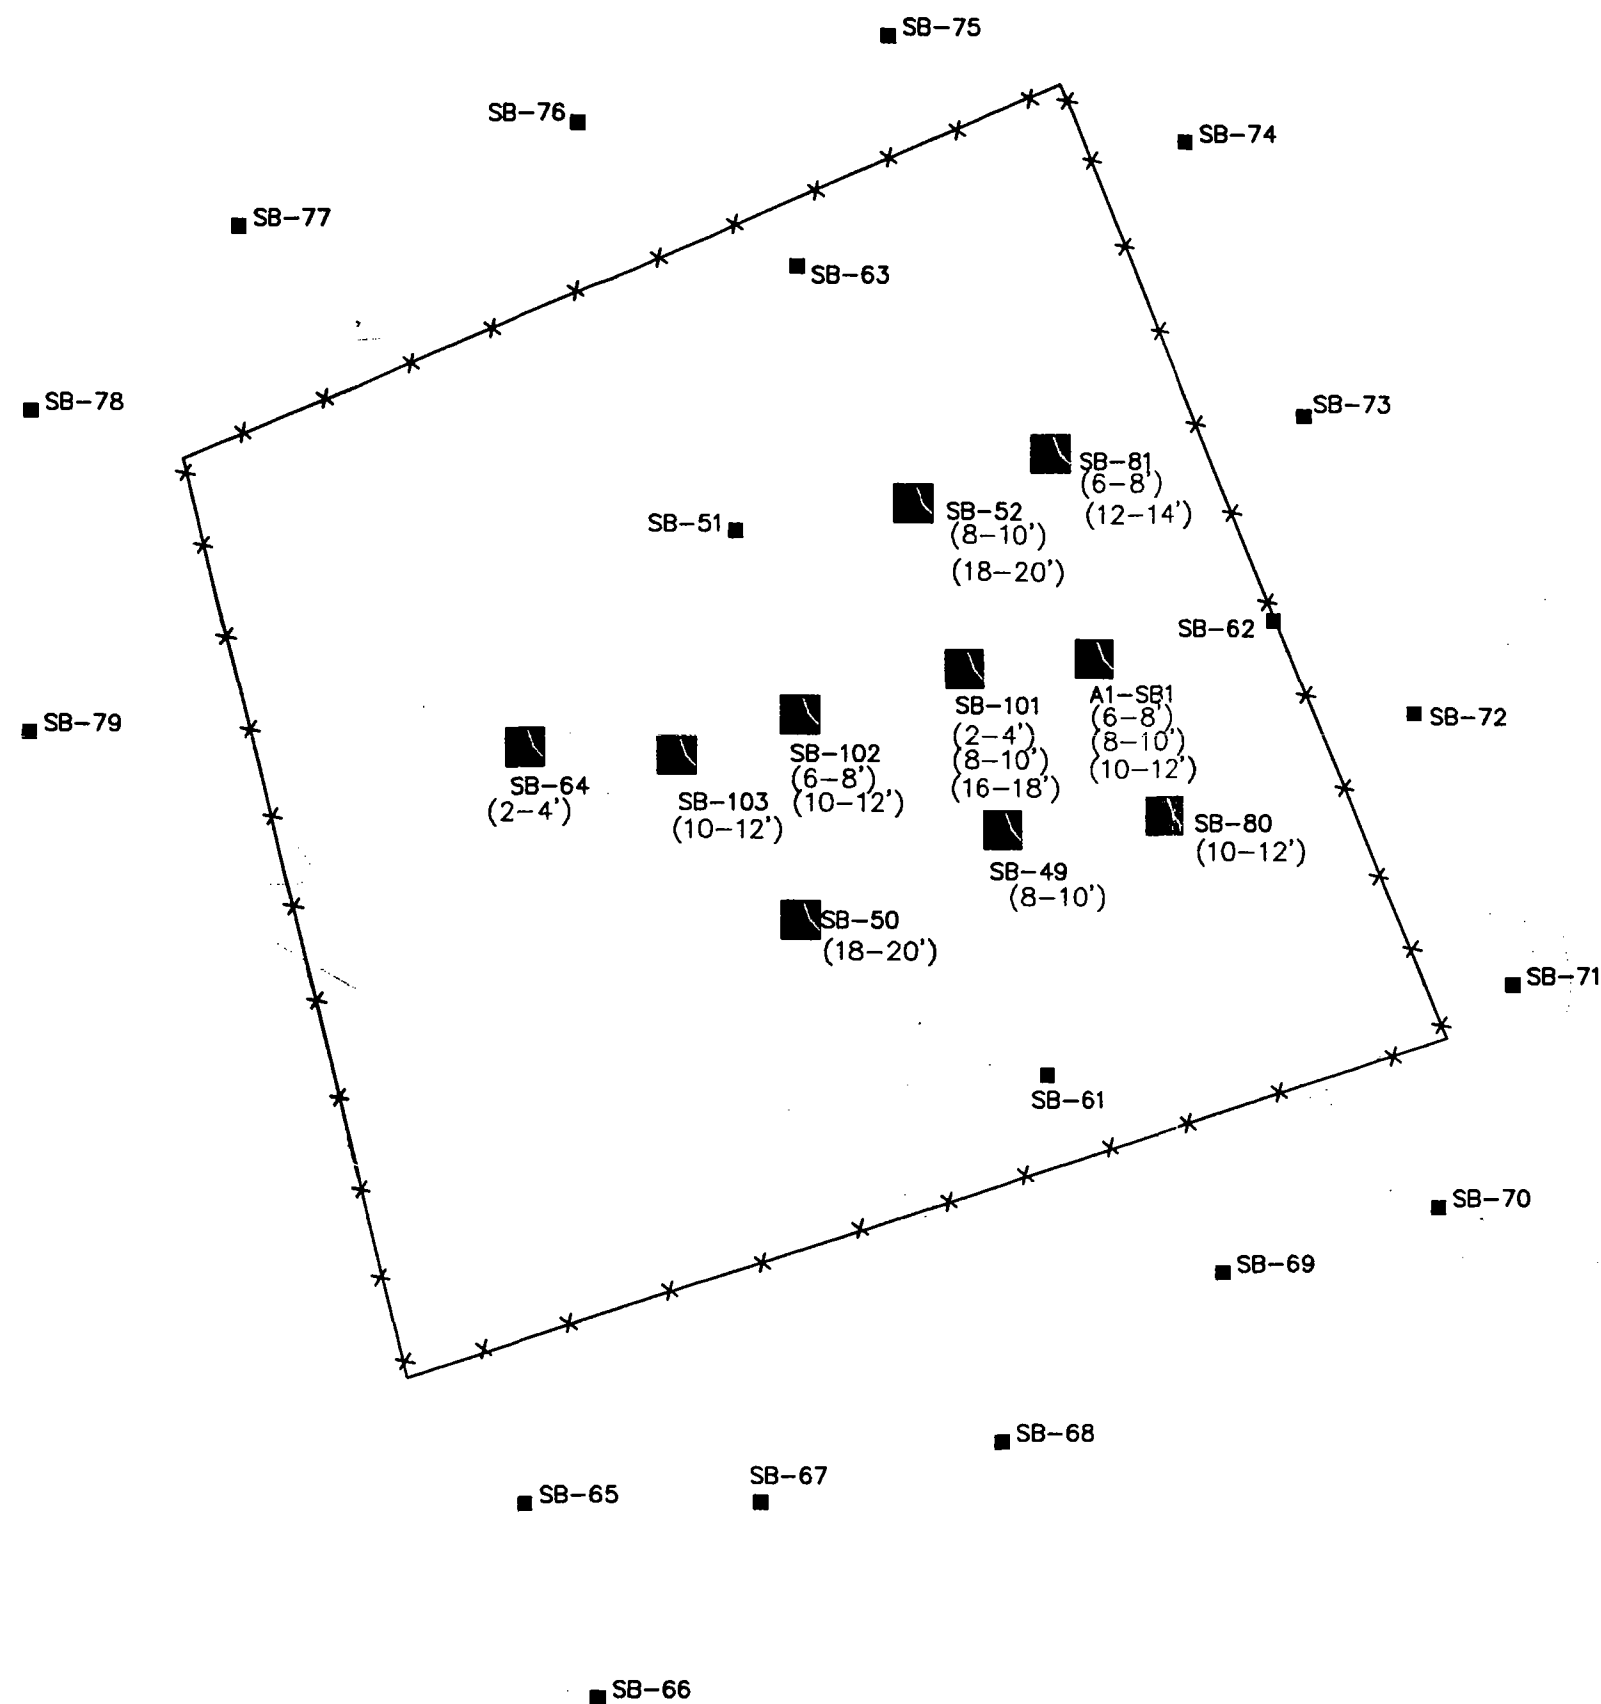 SB-75
SB-76
SB-74
SB-77
SB-63
SB-78
SB-73
SB-81
(6-8')
(12-14')
SB-52
(8-10')
(18-20')
SB-51
SB-62
SB-79
SB-72
A1-SB1
(6-8')
(8-10')
(10-12')
SB-101
(2-4')
(8-10')
(16-18')
SB-102
(6-8')
(10-12')
SB-64
(2-4')
SB-103
(10-12')
SB-80
(10-12')
SB-49
(8-10')
SB-50
(18-20')
SB-71
SB-61
SB-70
SB-69
SB-68
SB-67
SB-65
SB-66